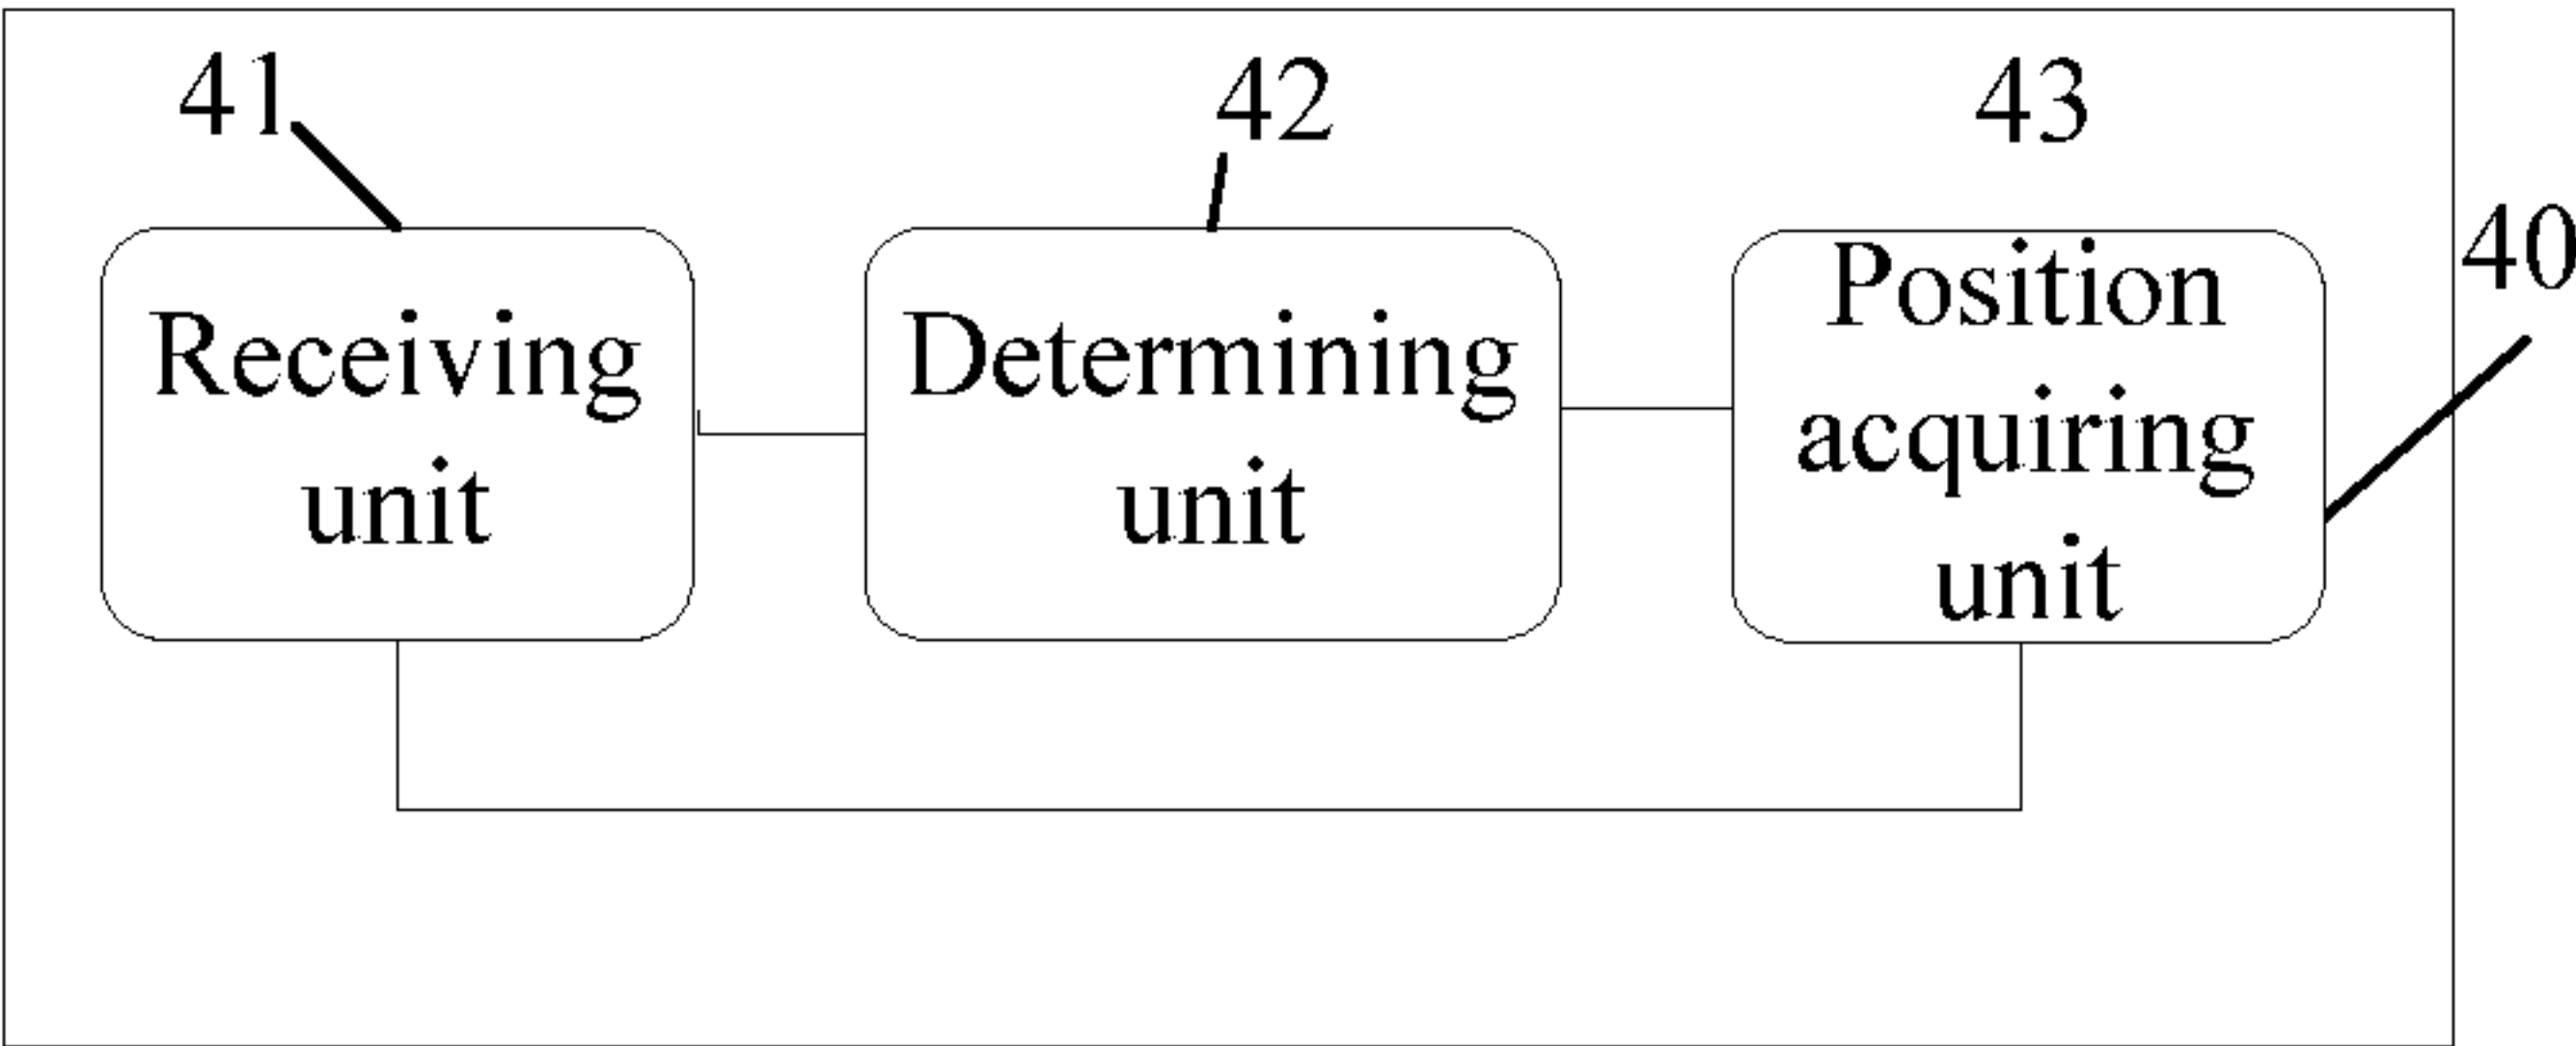 41
42
43
40
Receiving
unit
Determining
unit
Position
acquiring
unit